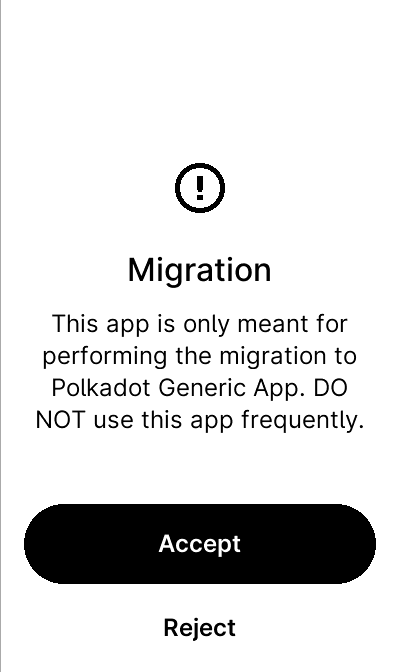 Migration
This app is only meant for
performing the migration to
Polkadot Generic App. DO
NOT use this app frequently.
Accept
Reject